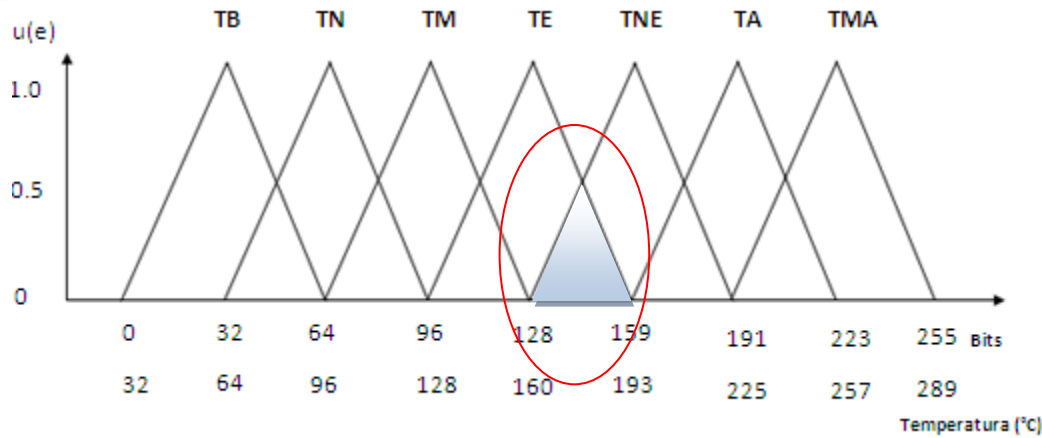 TB TN TM TE TNE TA TMA
u(e)
1.0
0.5
0
0 32 64 96 128 159 191 223 255 Bits
32 64 96 128 160 193 225 257 289
Temperatura (°C)